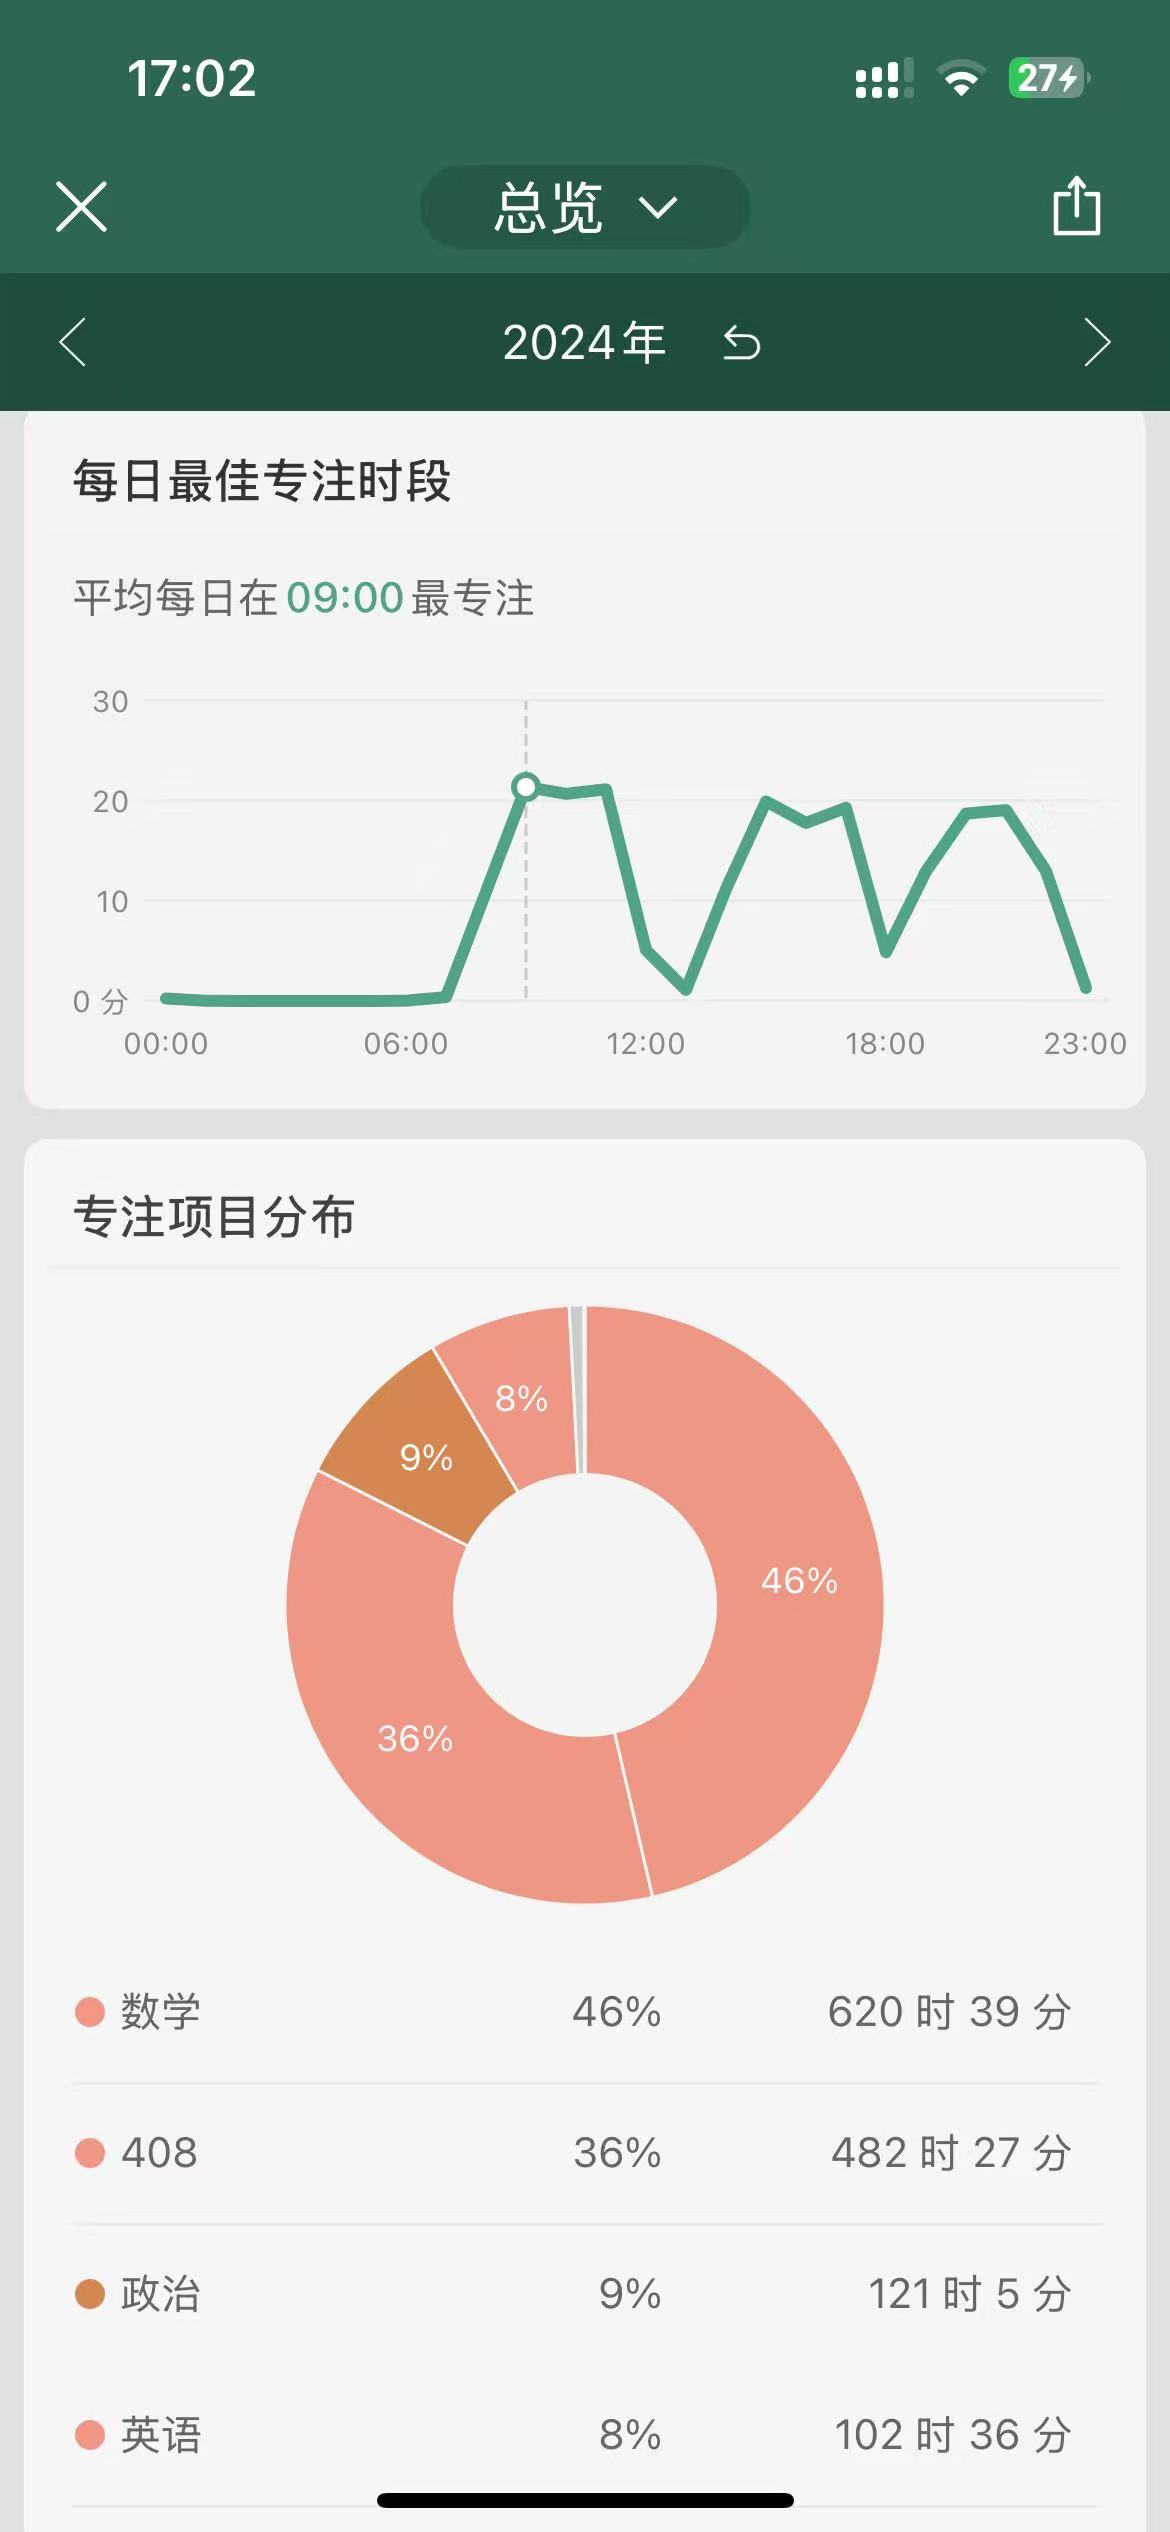 17:02
27
总览
2024年
每日最佳专注时段
平均每日在 09:00 最专注
30
20
10
0 分
00:00 06:00 12:00 18:00 23:00
专注项目分布
8%
9%
46%
36%
数学 46% 620 时 39 分
408 36% 482 时 27 分
政治 9% 121 时 5 分
英语 8% 102 时 36 分